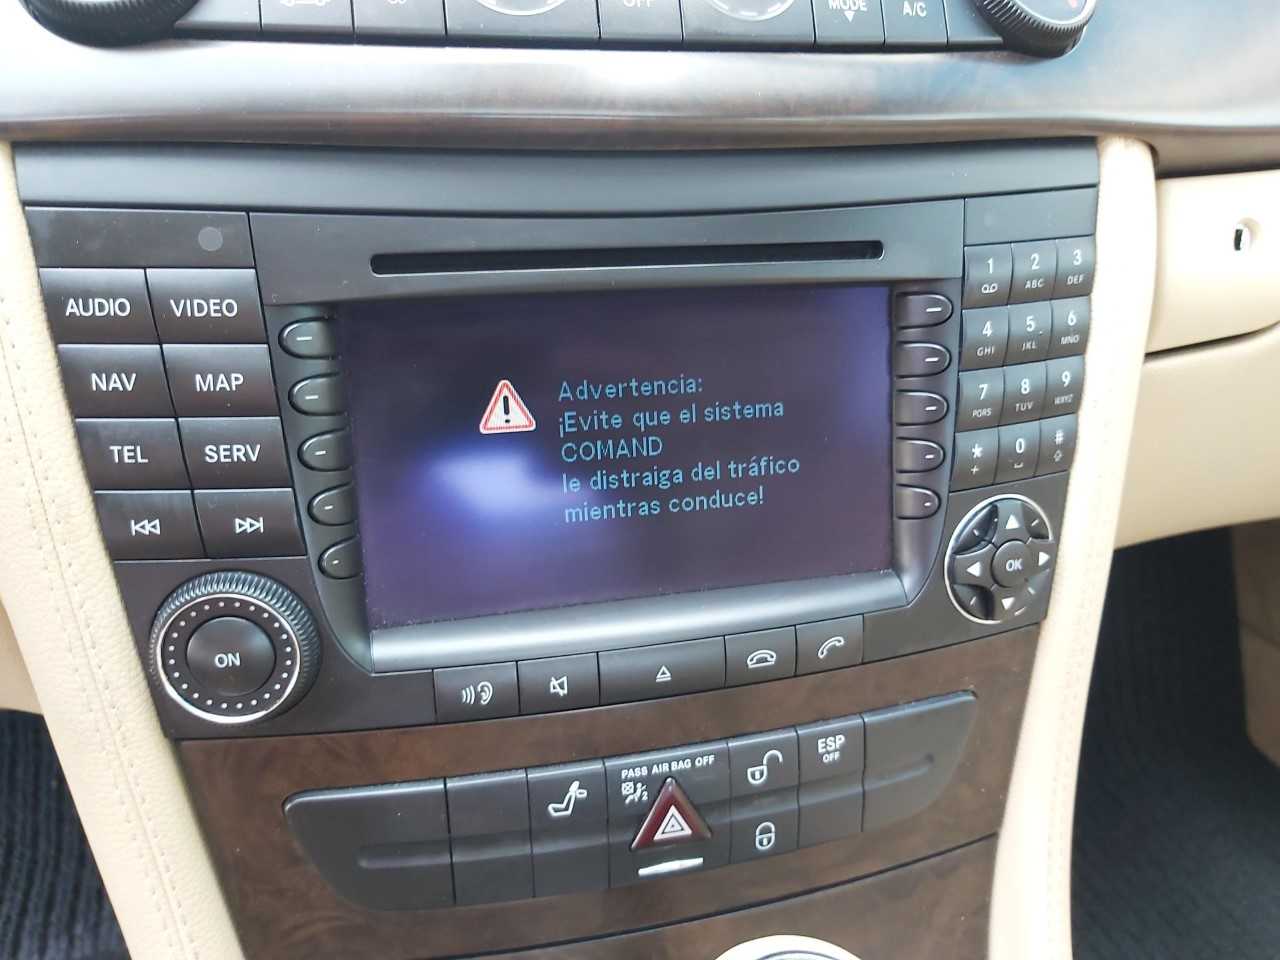 OFF
MODE
A/C
AUDIO
VIDEO
NAV
MAP
TEL
SERV
ON
Advertencia:
¡Evite que el sistema
COMAND
le distraiga del tráfico
mientras conduce!
1
2 ABC
3 DEF
4 GHI
5 JKL
6 MNO
7 PQRS
8 TUV
9 WXYZ
*
+
0
#
OK
PASS AIR BAG OFF
2
ESP
OFF